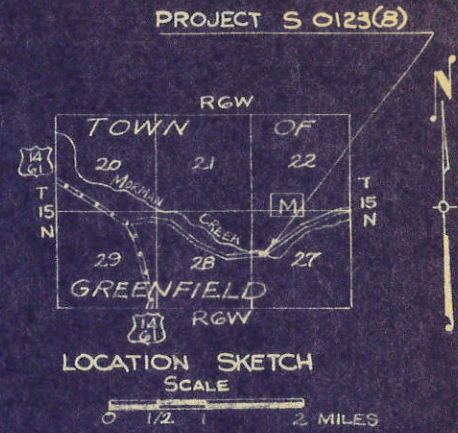 PROJECT S 0123(8)
N
R6W
TOWN OF
14
61
20 21 22
T
15
N
MORMAN
CREEK
M
T
15
N
29 28 27
GREENFIELD
14
61
R6W
LOCATION SKETCH
SCALE
0 1/2 1 2 MILES